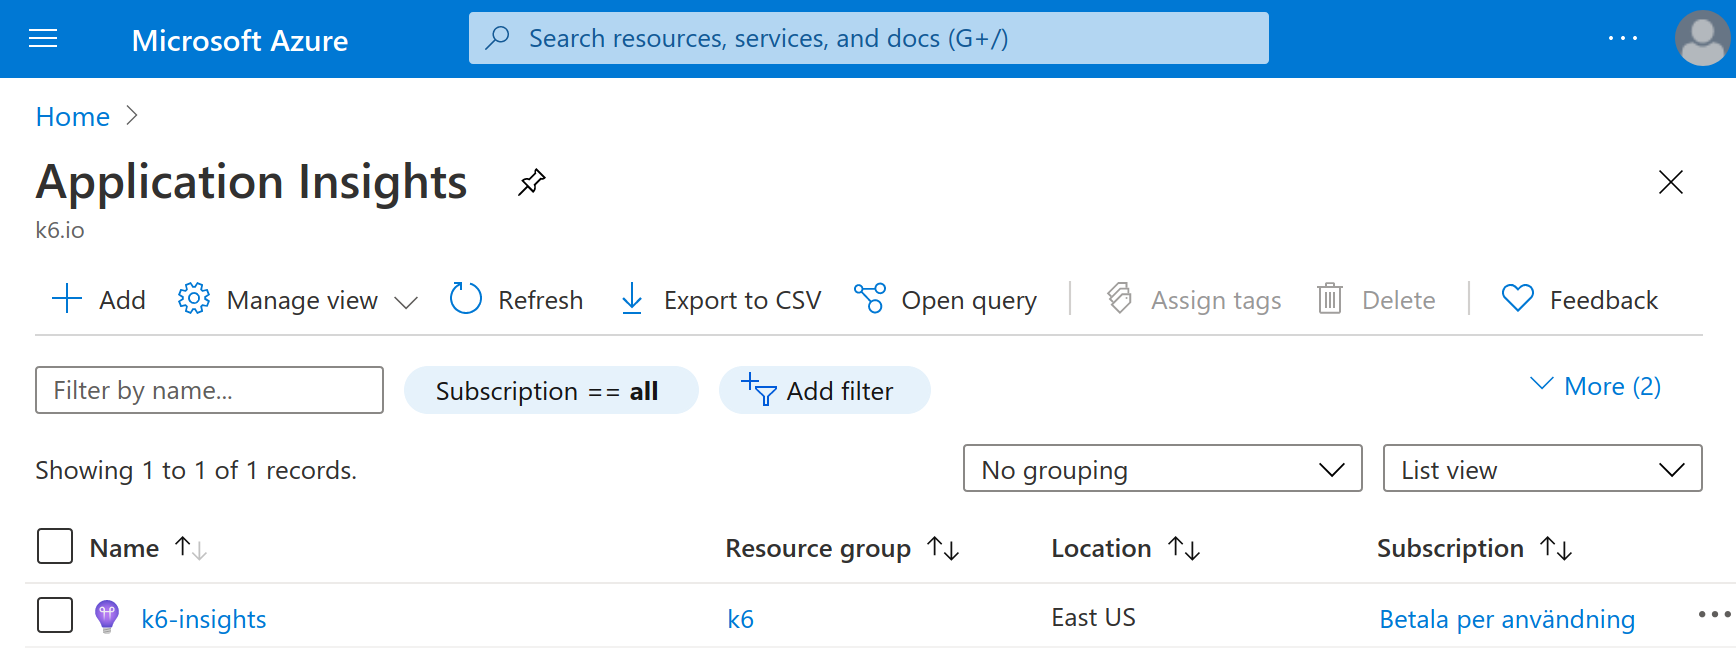 Microsoft Azure
Search resources, services, and docs (G+/)
Home
Application Insights
k6.io
Add Manage view Refresh Export to CSV Open query Assign tags Delete Feedback
Filter by name... Subscription == all Add filter More (2)
Showing 1 to 1 of 1 records. No grouping List view
Name Resource group Location Subscription
k6-insights k6 East US Betala per användning